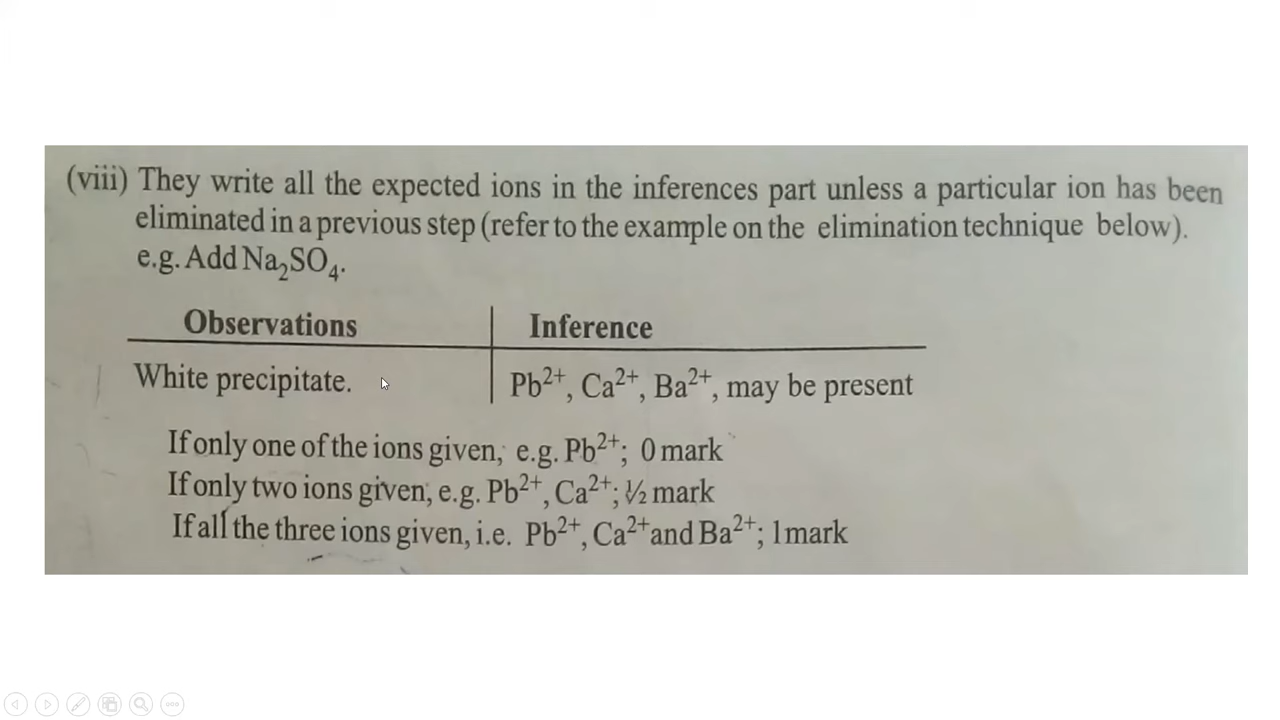 (viii) They write all the expected ions in the inferences part unless a particular ion has been
eliminated in a previous step (refer to the example on the elimination technique below).
e.g. Add Na₂SO₄.
Observations Inference
White precipitate. Pb²⁺, Ca²⁺, Ba²⁺, may be present
If only one of the ions given, e.g. Pb²⁺; 0 mark
If only two ions given, e.g. Pb²⁺, Ca²⁺; ½ mark
If all the three ions given, i.e. Pb²⁺, Ca²⁺ and Ba²⁺; 1 mark